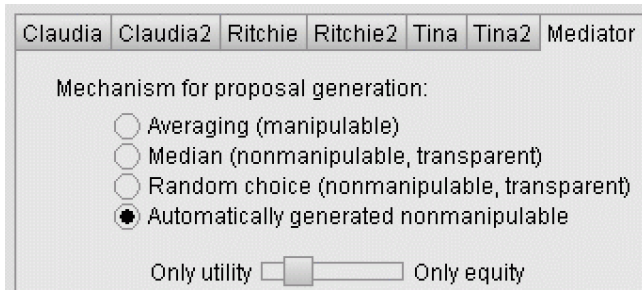 Claudia Claudia2 Ritchie Ritchie2 Tina Tina2 Mediator
Mechanism for proposal generation:
Averaging (manipulable)
Median (nonmanipulable, transparent)
Random choice (nonmanipulable, transparent)
Automatically generated nonmanipulable
Only utility Only equity